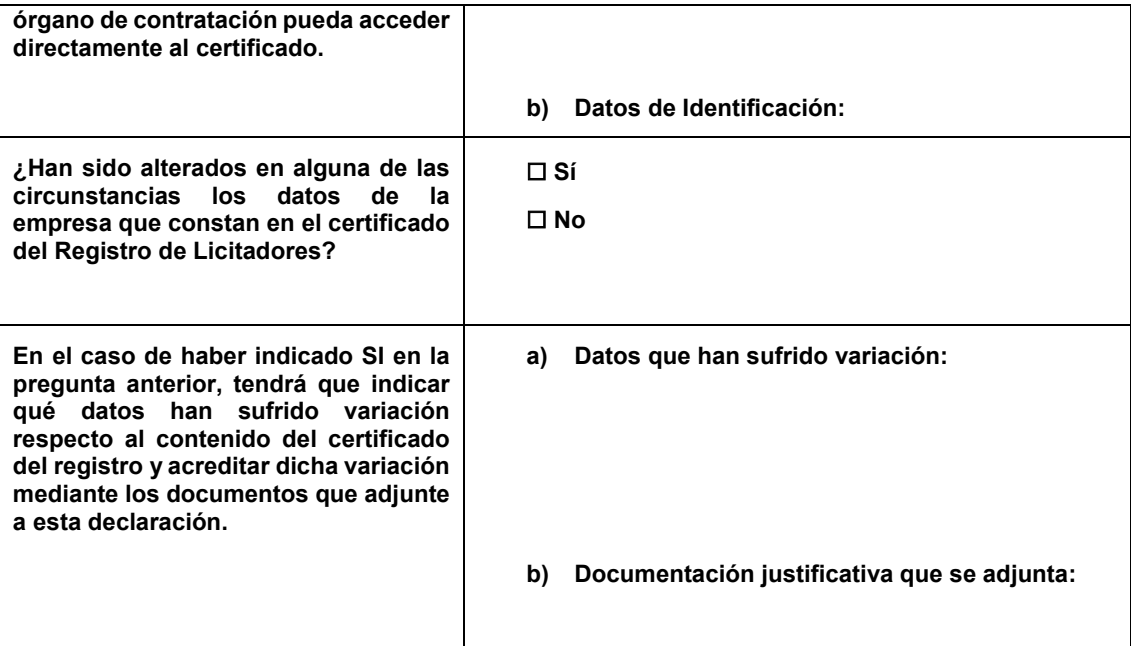 órgano de contratación pueda acceder
directamente al certificado.
b) Datos de Identificación:
¿Han sido alterados en alguna de las
circunstancias los datos de la
empresa que constan en el certificado
del Registro de Licitadores?
☐ Sí
☐ No
En el caso de haber indicado SI en la
pregunta anterior, tendrá que indicar
qué datos han sufrido variación
respecto al contenido del certificado
del registro y acreditar dicha variación
mediante los documentos que adjunte
a esta declaración.
a) Datos que han sufrido variación:
b) Documentación justificativa que se adjunta: